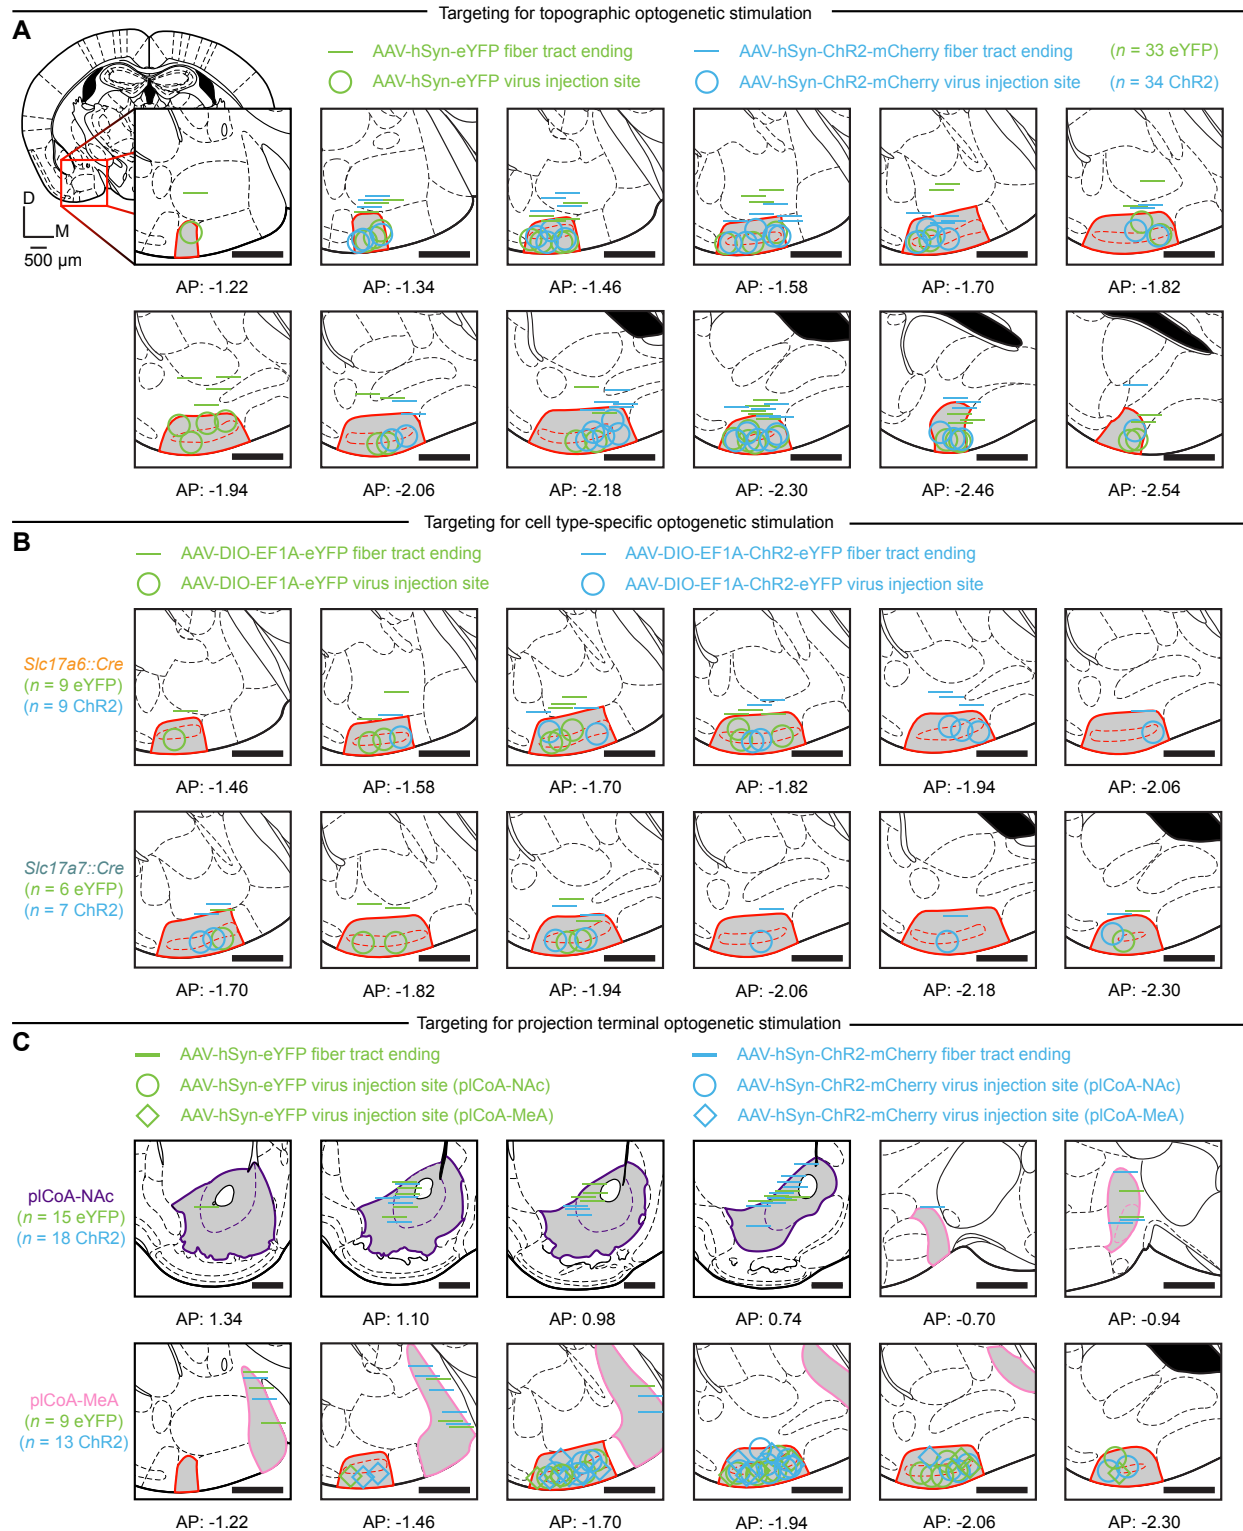 Targeting for topographic optogenetic stimulation
A
AAV-hSyn-eYFP fiber tract ending
AAV-hSyn-ChR2-mCherry fiber tract ending
(n = 33 eYFP)
AAV-hSyn-eYFP virus injection site
AAV-hSyn-ChR2-mCherry virus injection site
(n = 34 ChR2)
D
M
500 µm
AP: -1.22
AP: -1.34
AP: -1.46
AP: -1.58
AP: -1.70
AP: -1.82
AP: -1.94
AP: -2.06
AP: -2.18
AP: -2.30
AP: -2.46
AP: -2.54
Targeting for cell type-specific optogenetic stimulation
B
AAV-DIO-EF1A-eYFP fiber tract ending
AAV-DIO-EF1A-ChR2-eYFP fiber tract ending
AAV-DIO-EF1A-eYFP virus injection site
AAV-DIO-EF1A-ChR2-eYFP virus injection site
Slc17a6::Cre
(n = 9 eYFP)
(n = 9 ChR2)
AP: -1.46
AP: -1.58
AP: -1.70
AP: -1.82
AP: -1.94
AP: -2.06
Slc17a7::Cre
(n = 6 eYFP)
(n = 7 ChR2)
AP: -1.70
AP: -1.82
AP: -1.94
AP: -2.06
AP: -2.18
AP: -2.30
Targeting for projection terminal optogenetic stimulation
C
AAV-hSyn-eYFP fiber tract ending
AAV-hSyn-ChR2-mCherry fiber tract ending
AAV-hSyn-eYFP virus injection site (plCoA-NAc)
AAV-hSyn-ChR2-mCherry virus injection site (plCoA-NAc)
AAV-hSyn-eYFP virus injection site (plCoA-MeA)
AAV-hSyn-ChR2-mCherry virus injection site (plCoA-MeA)
plCoA-NAc
(n = 15 eYFP)
(n = 18 ChR2)
AP: 1.34
AP: 1.10
AP: 0.98
AP: 0.74
AP: -0.70
AP: -0.94
plCoA-MeA
(n = 9 eYFP)
(n = 13 ChR2)
AP: -1.22
AP: -1.46
AP: -1.70
AP: -1.94
AP: -2.06
AP: -2.30